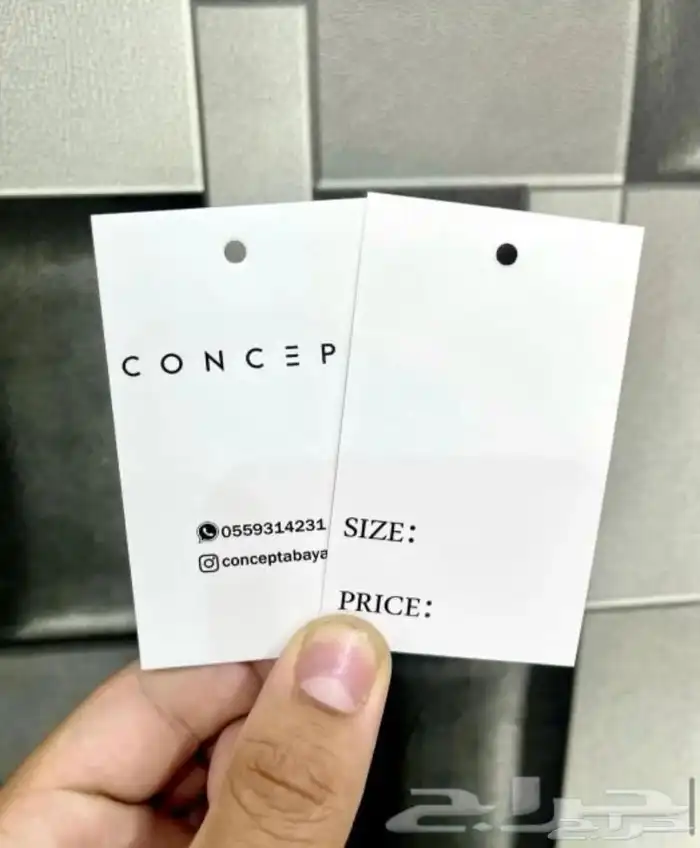 CONCEP
0559314231
conceptabaya
SIZE:
PRICE:
حراج